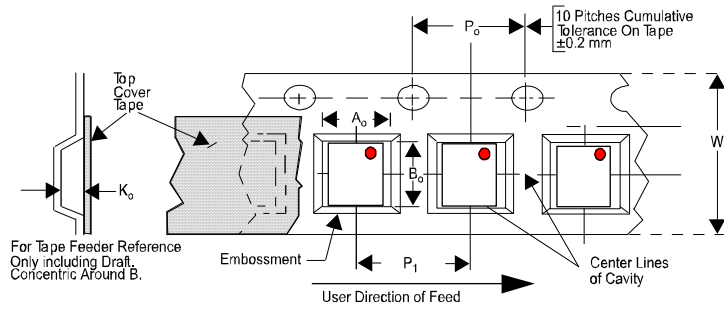 10 Pitches Cumulative
Tolerance On Tape
±0.2 mm
Po
Top
Cover
Tape
Ao
W
Bo
Ko
For Tape Feeder Reference
Only including Draft.
Concentric Around B.
Embossment
P1
Center Lines
of Cavity
User Direction of Feed